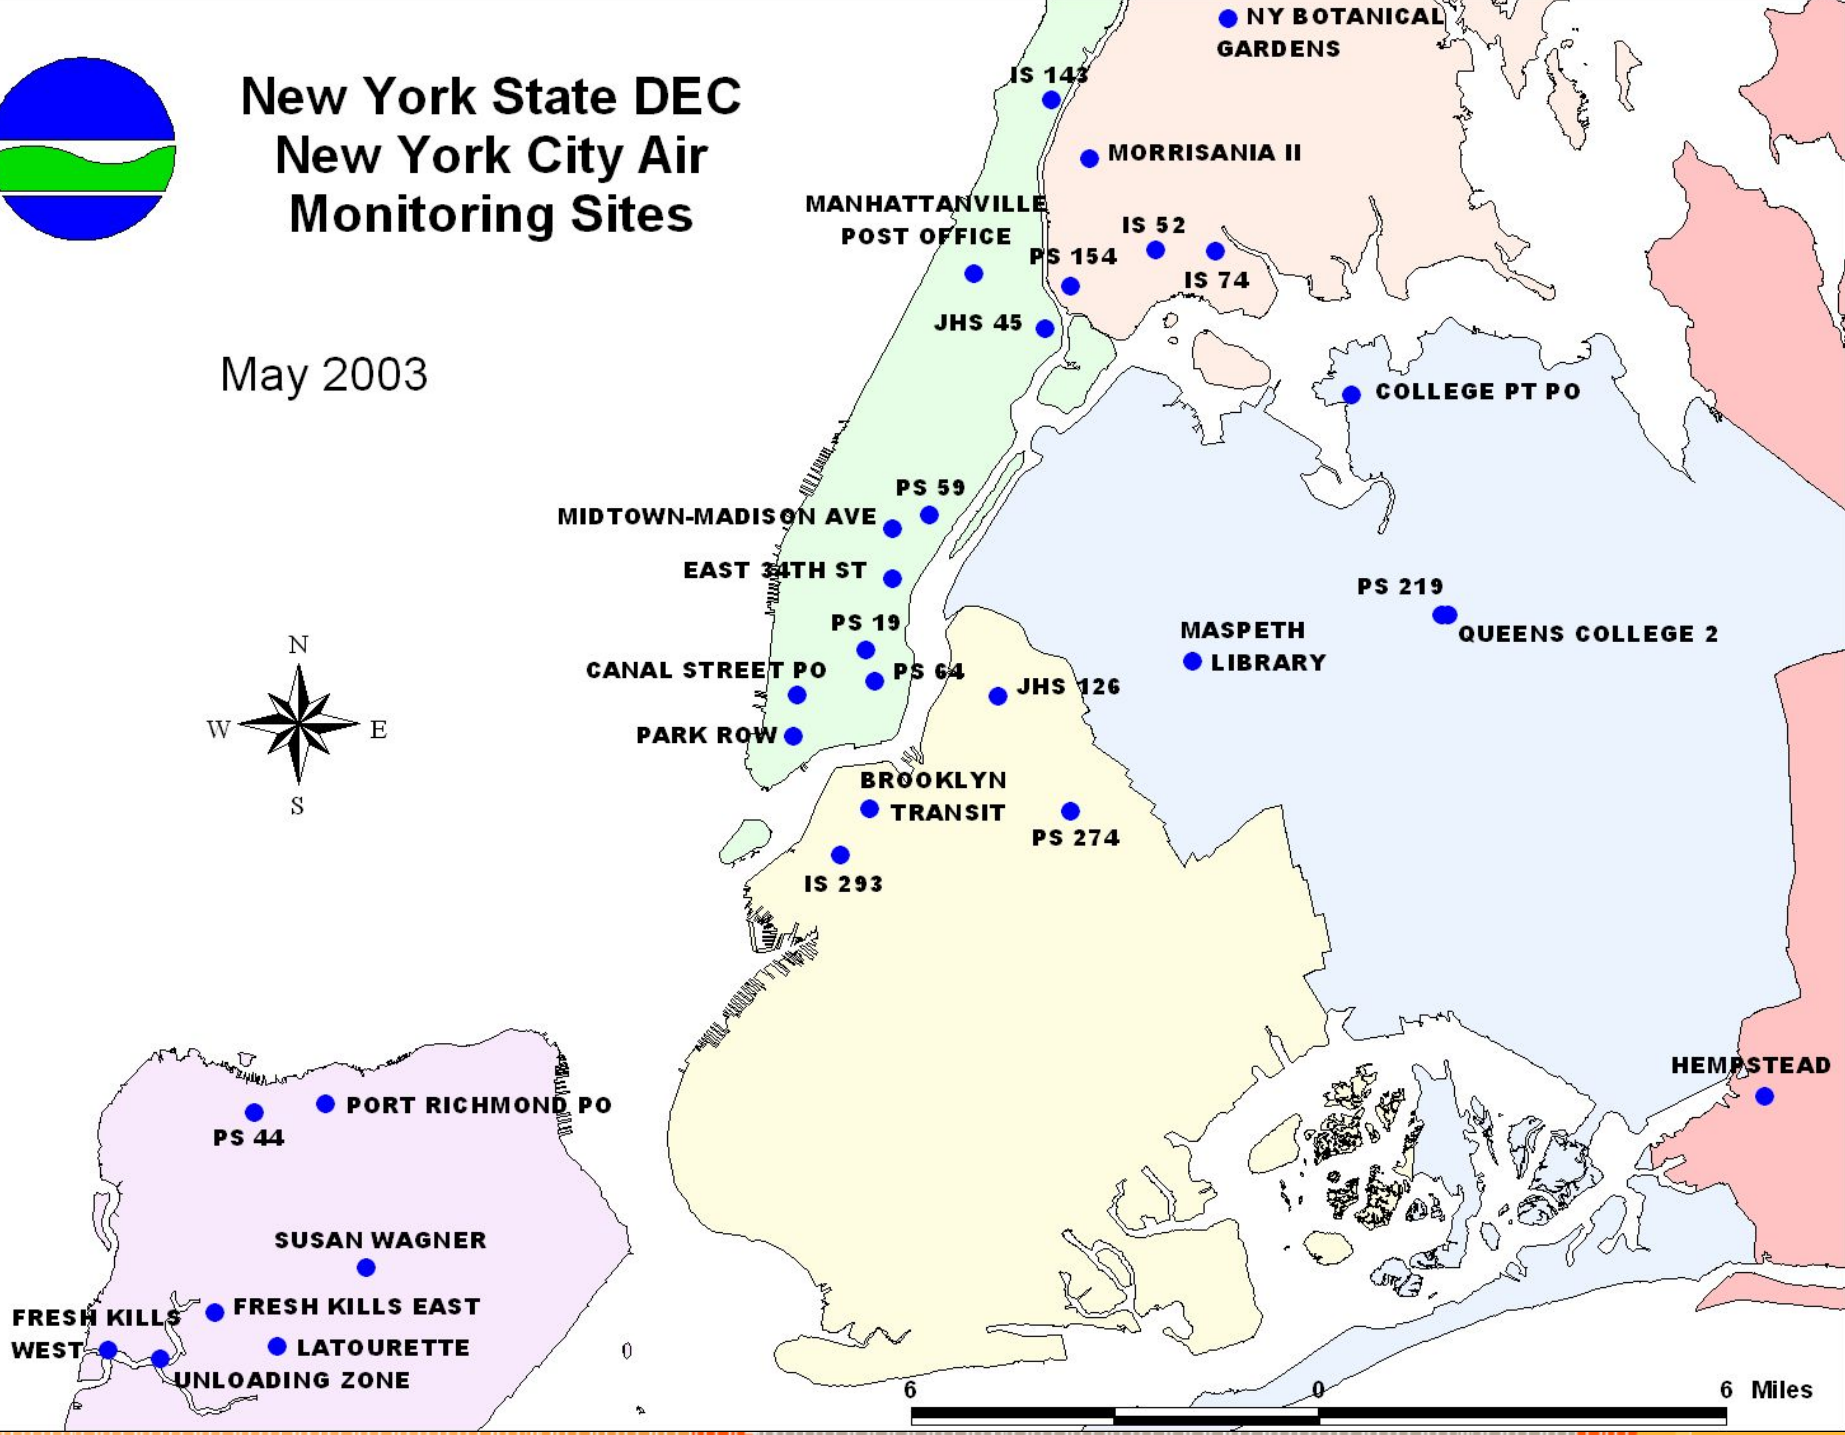 NY BOTANICAL
GARDENS
New York State DEC
New York City Air
Monitoring Sites
IS 143
MORRISANIA II
MANHATTANVILLE
POST OFFICE
IS 52
PS 154
IS 74
JHS 45
May 2003
COLLEGE PT PO
PS 59
MIDTOWN-MADISON AVE
EAST 34TH ST
PS 219
PS 19
MASPETH
LIBRARY
QUEENS COLLEGE 2
CANAL STREET PO
PS 64
JHS 126
N
W
E
S
PARK ROW
BROOKLYN
TRANSIT
PS 274
IS 293
HEMPSTEAD
PORT RICHMOND PO
PS 44
SUSAN WAGNER
FRESH KILLS EAST
FRESH KILLS
WEST
LATOURETTE
UNLOADING ZONE
6 0 6 Miles